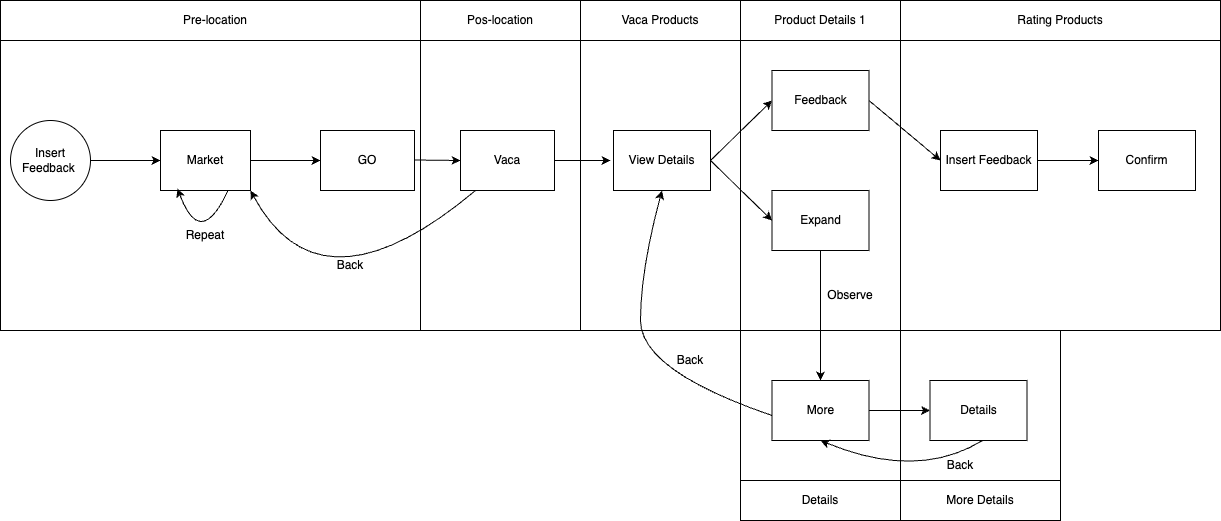 Pre-location
Pos-location
Vaca Products
Product Details 1
Rating Products
Feedback
Insert
Feedback
Market
GO
Vaca
View Details
Insert Feedback
Confirm
Expand
Repeat
Back
Observe
Back
More
Details
Back
Details
More Details